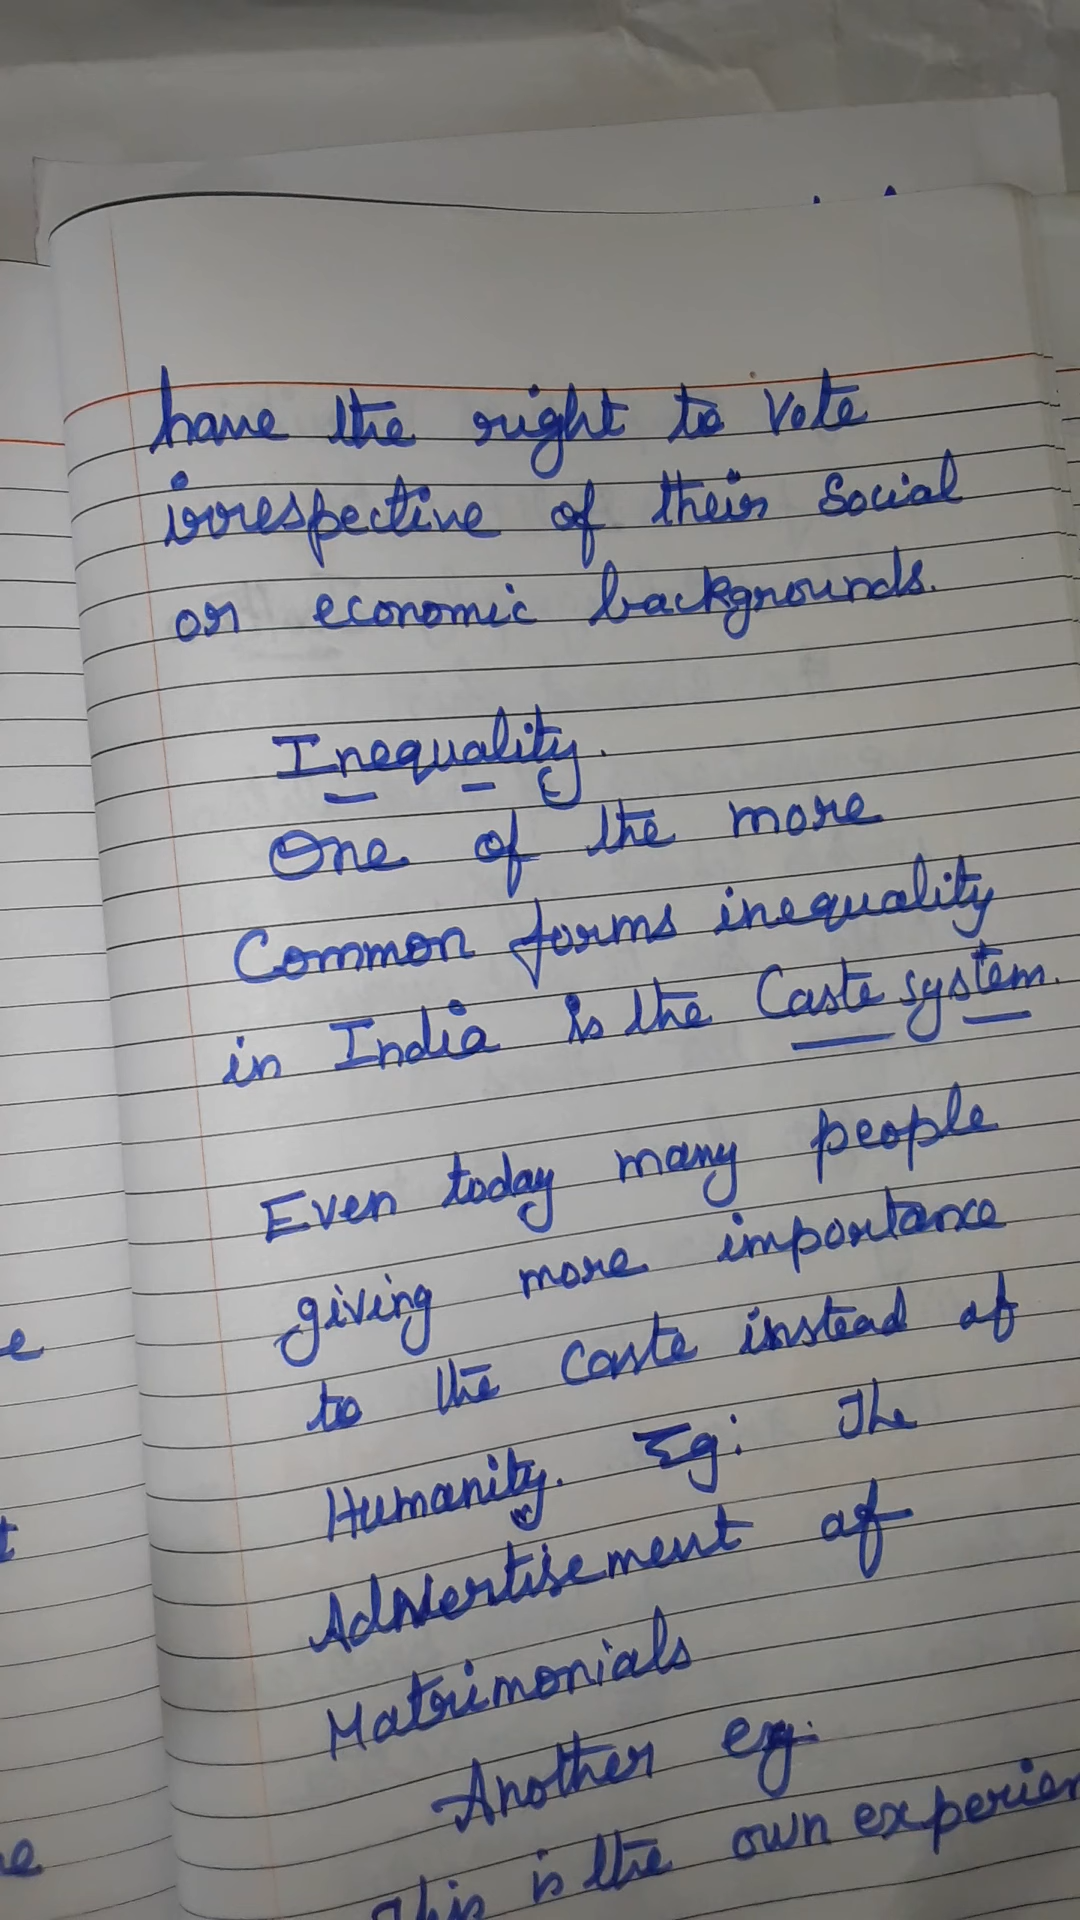 have the right to vote
irrespective of their Social
or economic backgrounds.
Inequality.
One of the more
Common forms inequality
in India is the Caste system.
Even today many people
giving more importance
to the caste instead of
Humanity. Eg: The
Advertisement of
Matrimonials
Another eg:
This is the own experien